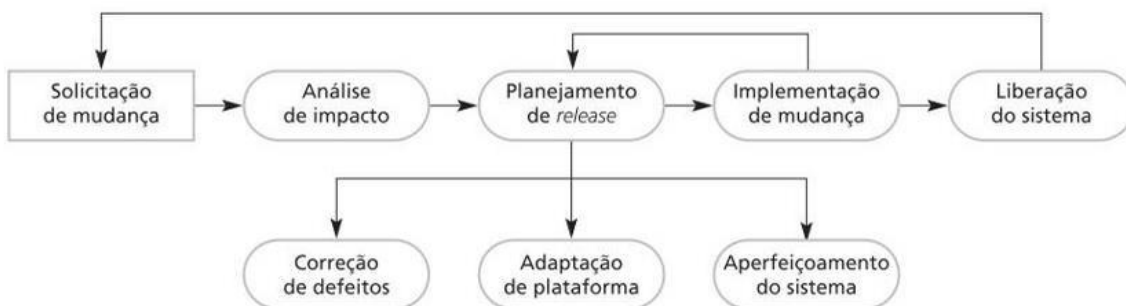 Solicitação
de mudança
Análise
de impacto
Planejamento
de release
Implementação
de mudança
Liberação
do sistema
Correção
de defeitos
Adaptação
de plataforma
Aperfeiçoamento
do sistema